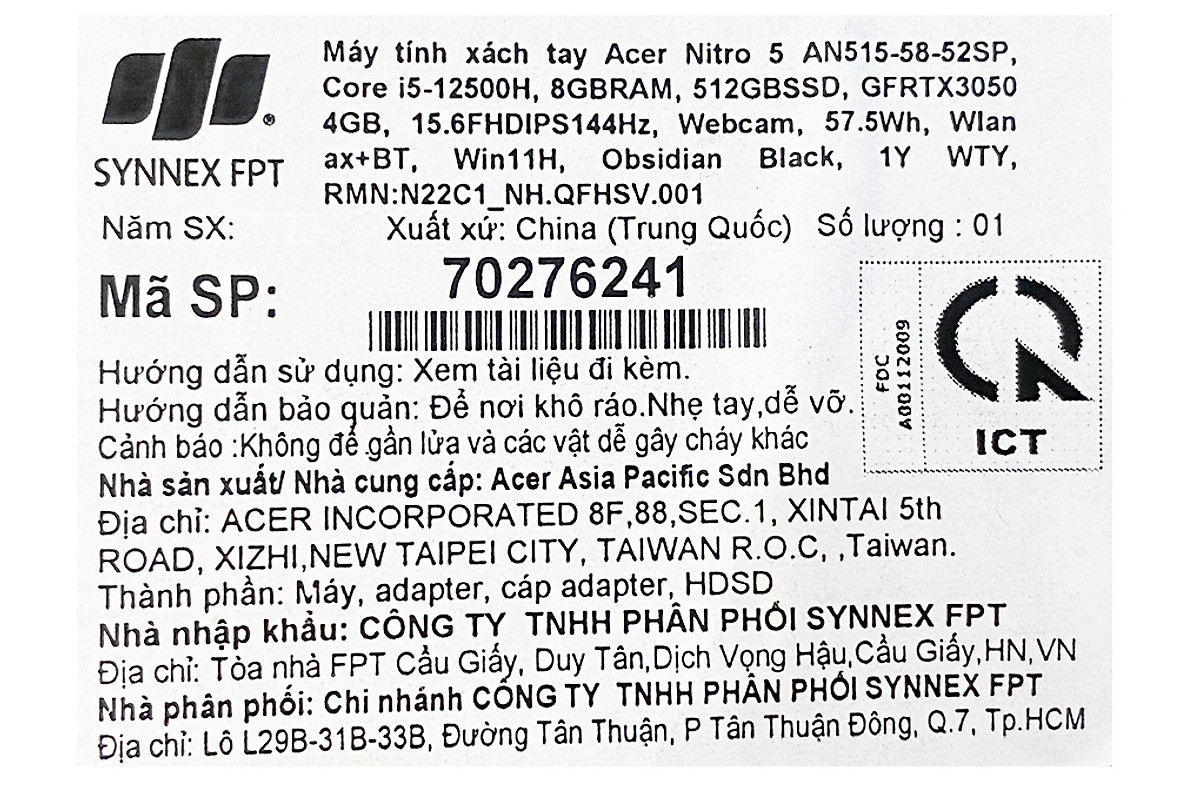 Máy tính xách tay Acer Nitro 5 AN515-58-52SP,
Core i5-12500H, 8GBRAM, 512GBSSD, GFRTX3050
4GB, 15.6FHDIPS144Hz, Webcam, 57.5Wh, Wlan
ax+BT, Win11H, Obsidian Black, 1Y WTY,
RMN:N22C1_NH.QFHSV.001
SYNNEX FPT
Năm SX: Xuất xứ: China (Trung Quốc) Số lượng : 01
Mã SP: 70276241
Hướng dẫn sử dụng: Xem tài liệu đi kèm.
Hướng dẫn bảo quản: Để nơi khô ráo.Nhẹ tay,dễ vỡ.
Cảnh báo :Không để gần lửa và các vật dễ gây cháy khác
FDC
A00112009
ICT
Nhà sản xuất/ Nhà cung cấp: Acer Asia Pacific Sdn Bhd
Địa chỉ: ACER INCORPORATED 8F,88,SEC.1, XINTAI 5th
ROAD, XIZHI,NEW TAIPEI CITY, TAIWAN R.O.C, ,Taiwan.
Thành phần: Máy, adapter, cáp adapter, HDSD
Nhà nhập khẩu: CÔNG TY TNHH PHÂN PHỐI SYNNEX FPT
Địa chỉ: Tòa nhà FPT Cầu Giấy, Duy Tân,Dịch Vọng Hậu,Cầu Giấy,HN,VN
Nhà phân phối: Chi nhánh CÔNG TY TNHH PHÂN PHỐI SYNNEX FPT
Địa chỉ: Lô L29B-31B-33B, Đường Tân Thuận, P Tân Thuận Đông, Q.7, Tp.HCM